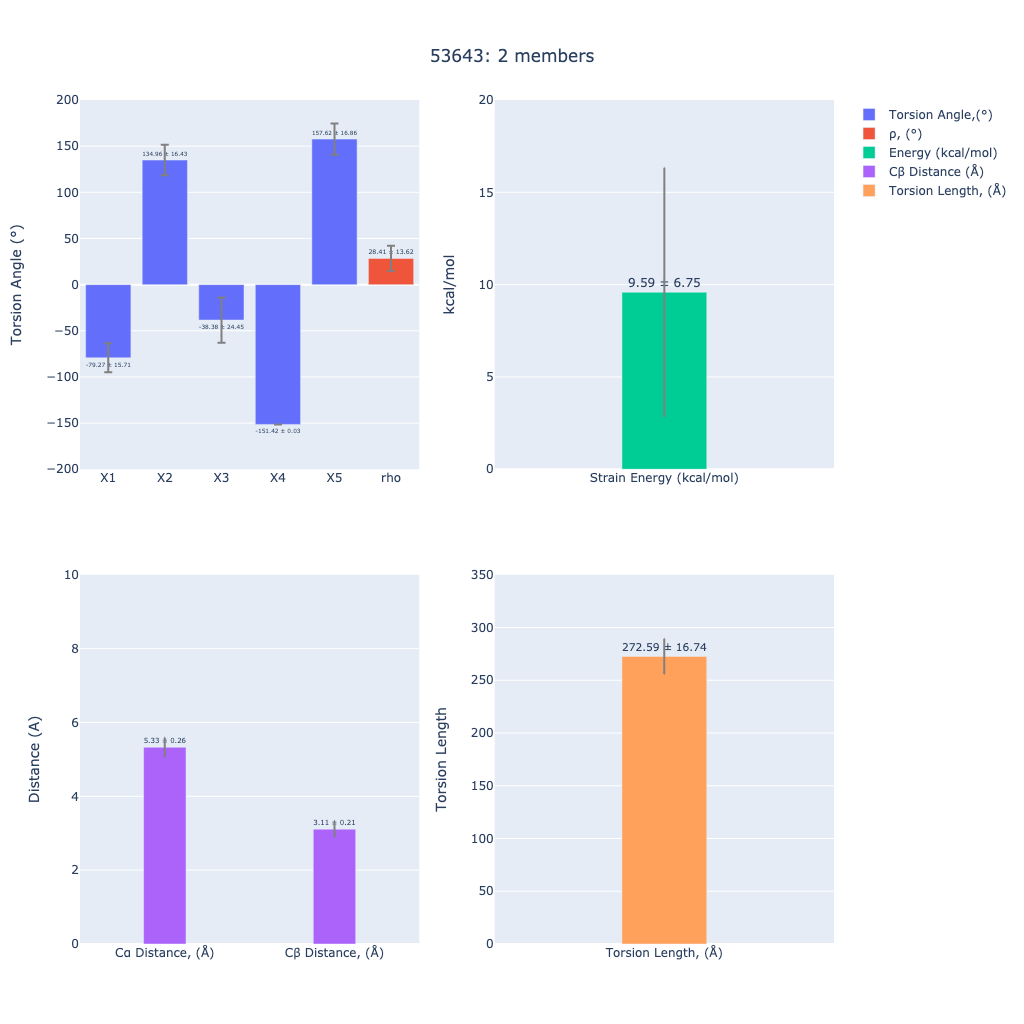 53643: 2 members
200
150
100
50
0
−50
−100
−150
−200
Torsion Angle (°)
-79.27 ± 15.71
134.96 ± 16.43
-38.38 ± 24.45
-151.42 ± 0.03
157.62 ± 16.86
28.41 ± 13.62
X1
X2
X3
X4
X5
rho
20
15
10
5
0
kcal/mol
9.59 ± 6.75
Strain Energy (kcal/mol)
Torsion Angle,(°)
ρ, (°)
Energy (kcal/mol)
Cβ Distance (Å)
Torsion Length, (Å)
10
8
6
4
2
0
Distance (A)
5.33 ± 0.26
3.11 ± 0.21
Cα Distance, (Å)
Cβ Distance, (Å)
350
300
250
200
150
100
50
0
Torsion Length
272.59 ± 16.74
Torsion Length, (Å)